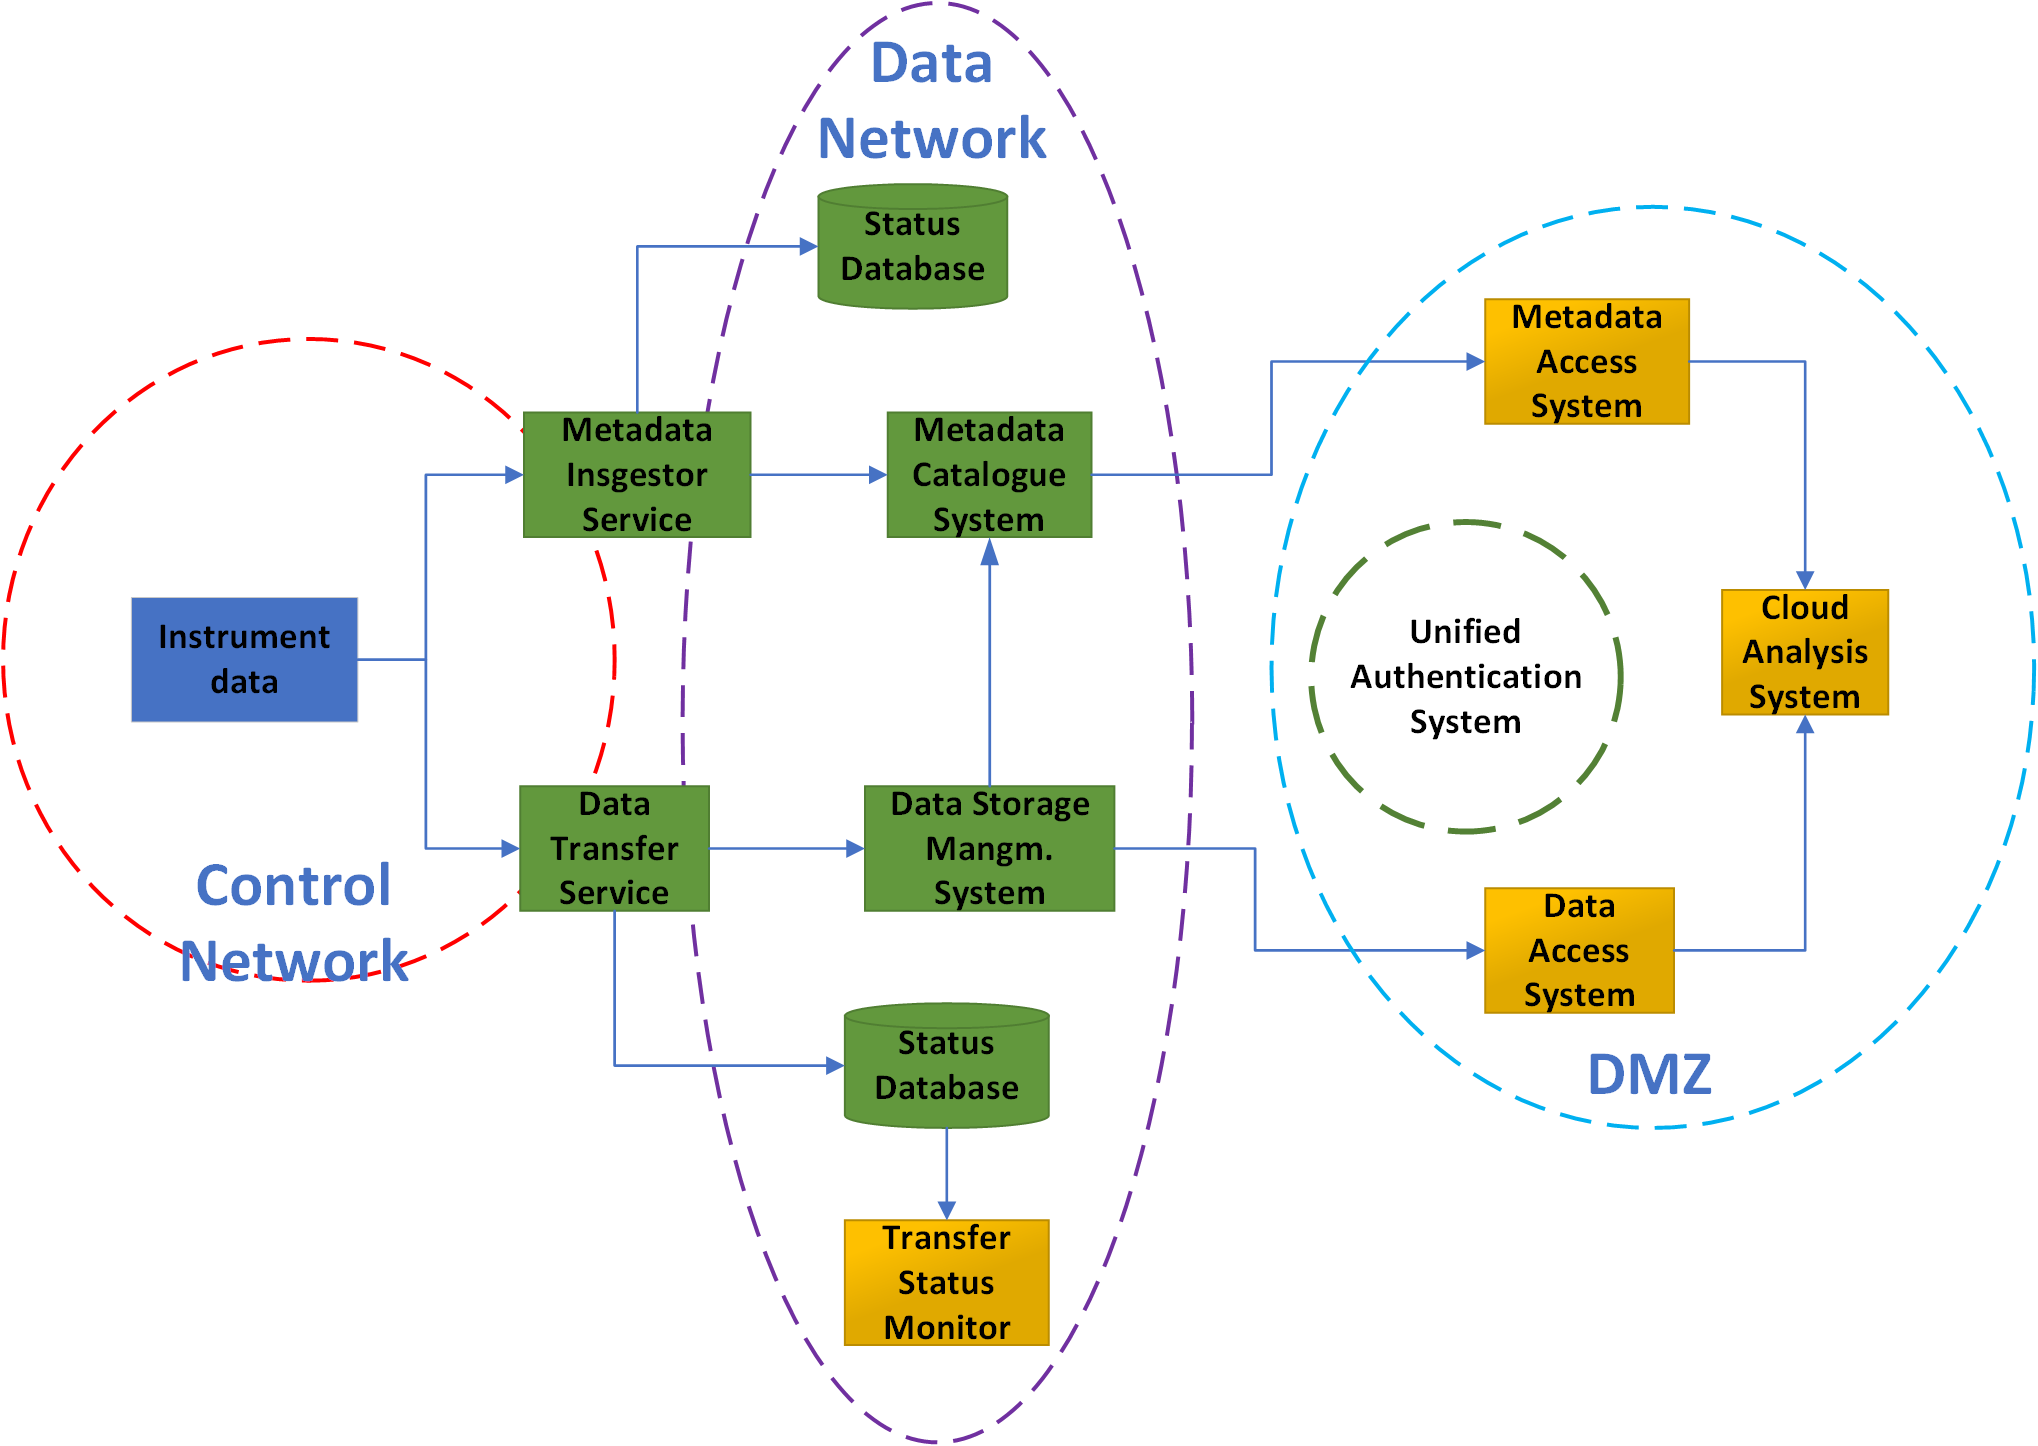 Data
Network
Status
Database
Metadata
Insgestor
Service
Metadata
Catalogue
System
Metadata
Access
System
Instrument
data
Unified
Authentication
System
Cloud
Analysis
System
Data
Transfer
Service
Data Storage
Mangm.
System
Control
Network
Data
Access
System
Status
Database
DMZ
Transfer
Status
Monitor